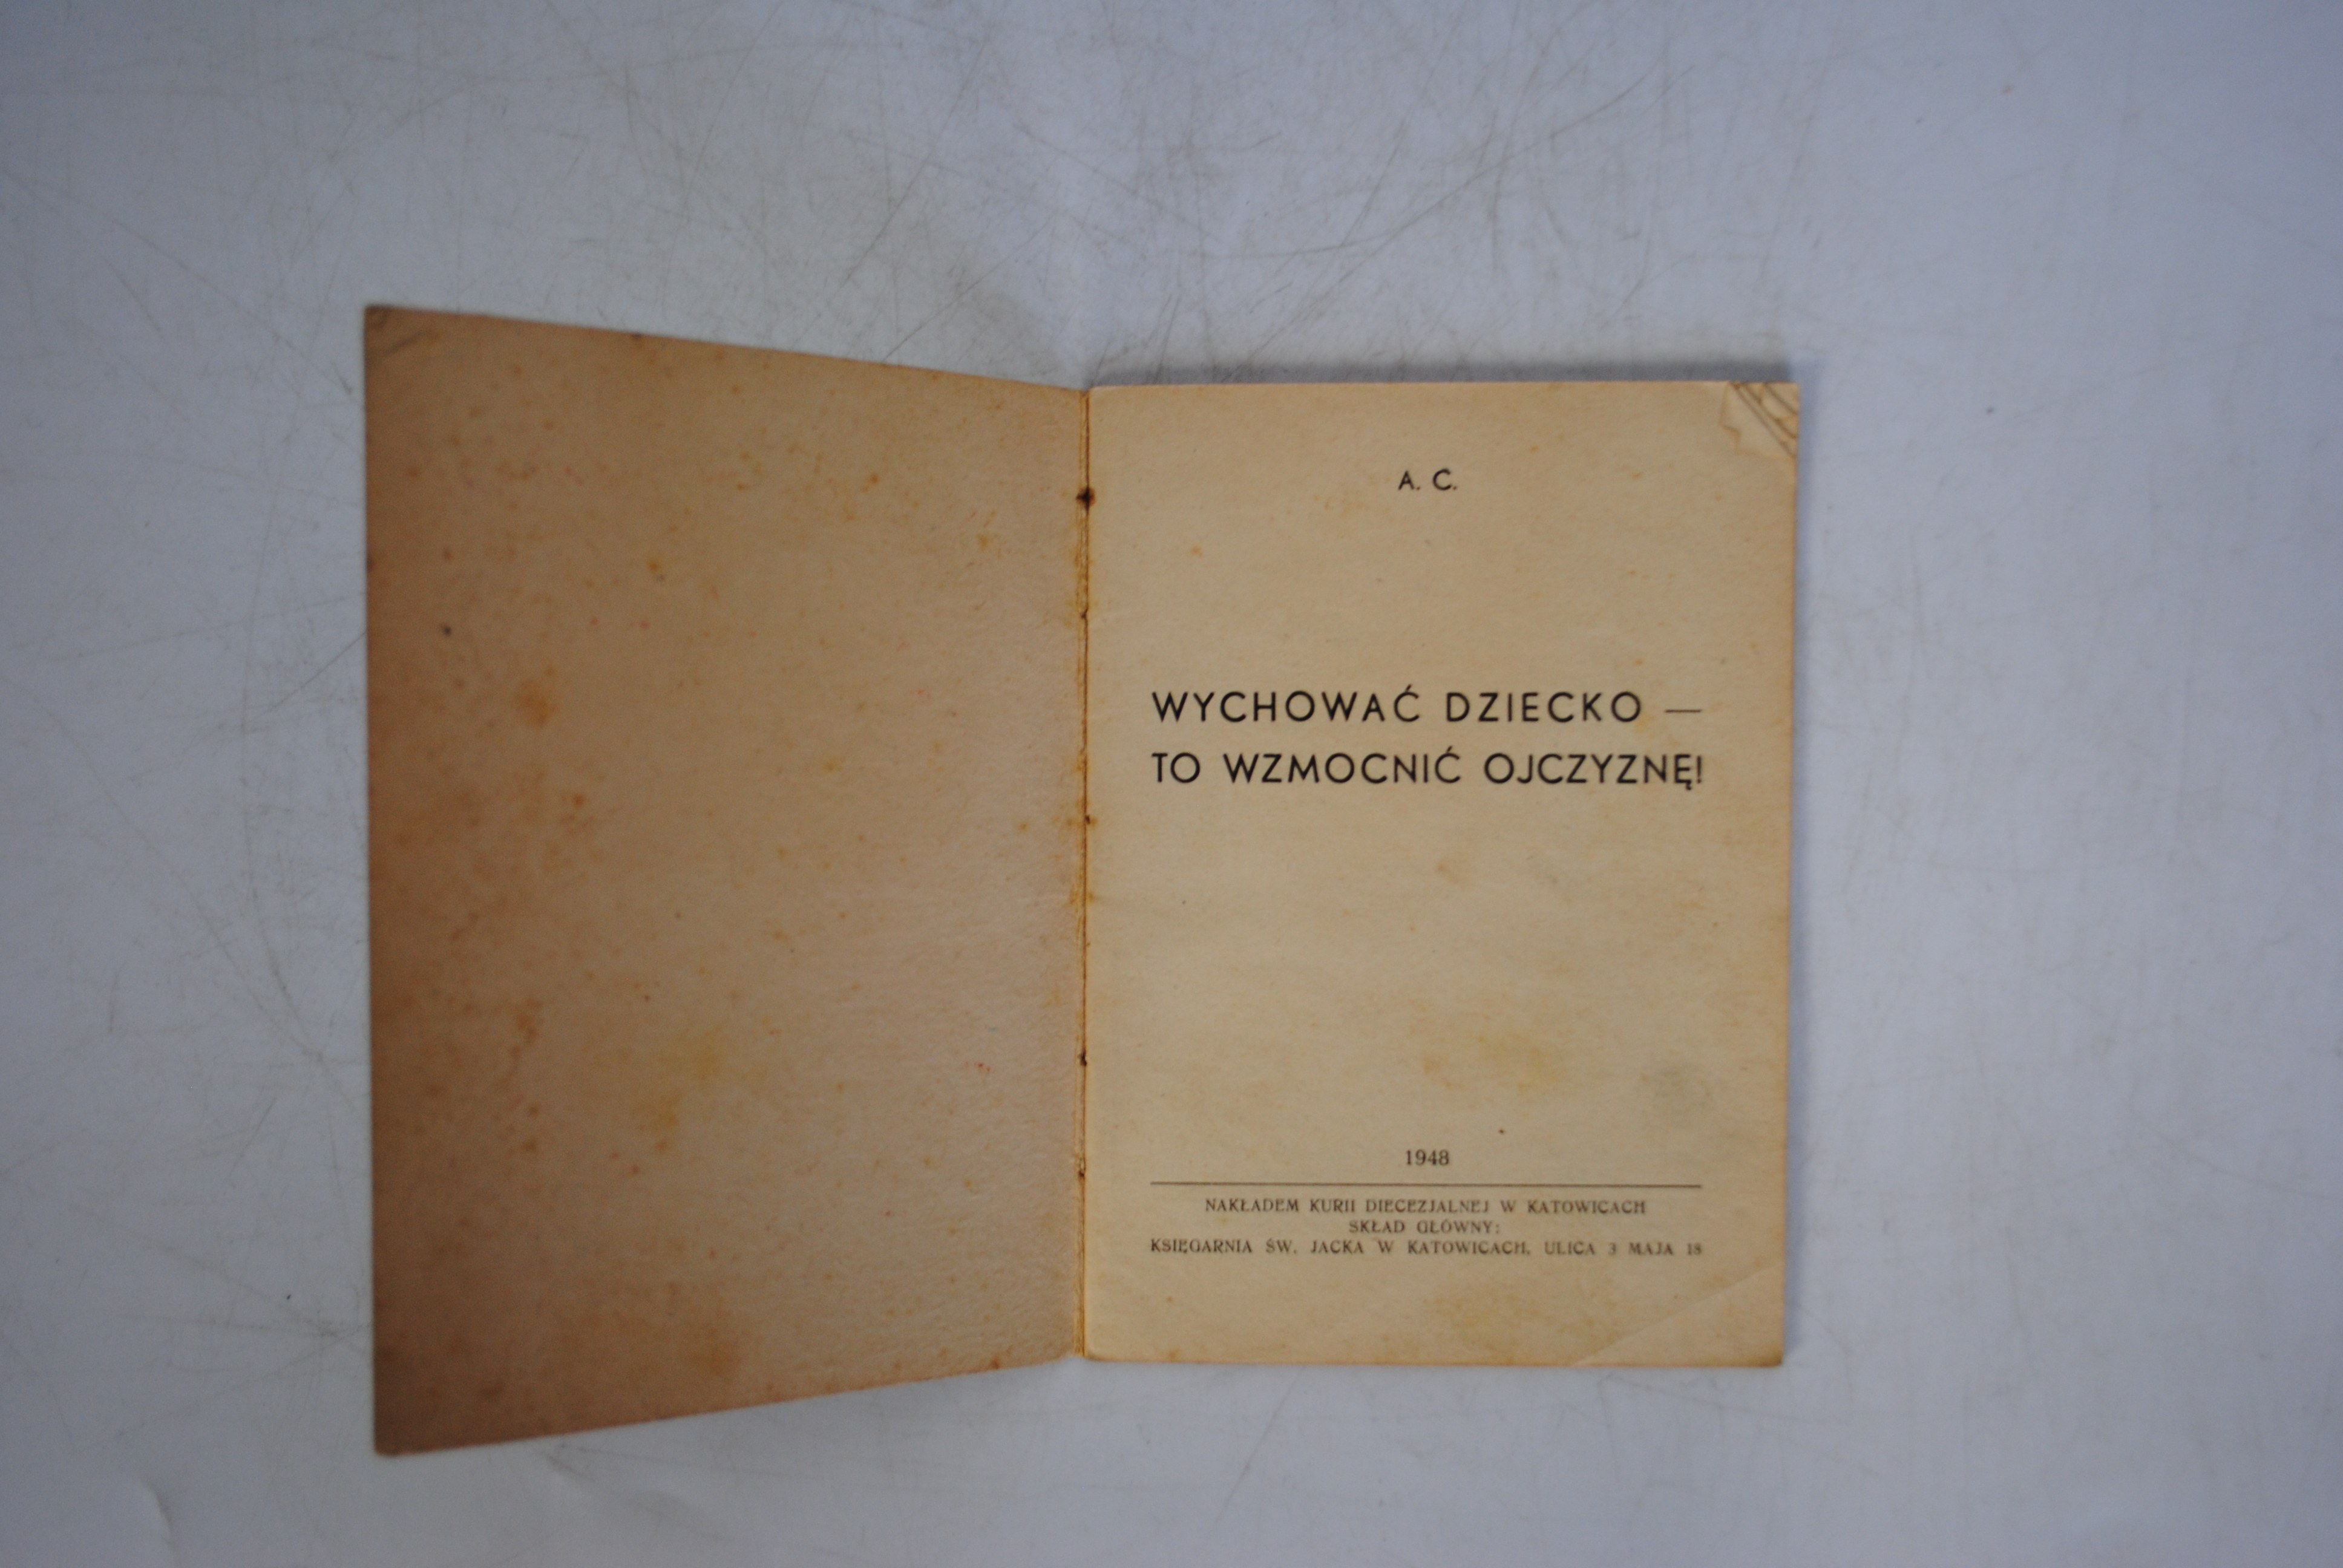 A. C.
WYCHOWAĆ DZIECKO —
TO WZMOCNIĆ OJCZYZNĘ!
1948
NAKŁADEM KURII DIECEZJALNEJ W KATOWICACH
SKŁAD GŁÓWNY:
KSIĘGARNIA ŚW. JACKA W KATOWICACH, ULICA 3 MAJA 18